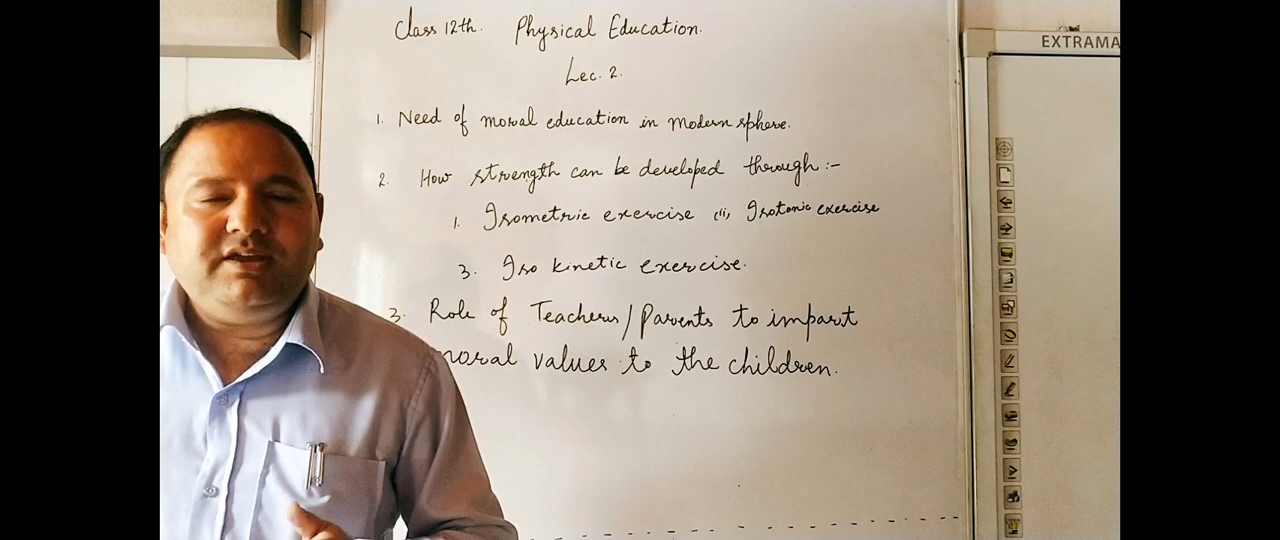 Class 12th. Physical Education.
Lec. 2.
1. Need of moral education in modern sphere.
2. How strength can be developed through :-
1. Isometric exercise (ii, Isotonic exercise
3. Iso kinetic exercise.
3. Role of Teachers/Parents to impart
moral values to the children.
EXTRAMA